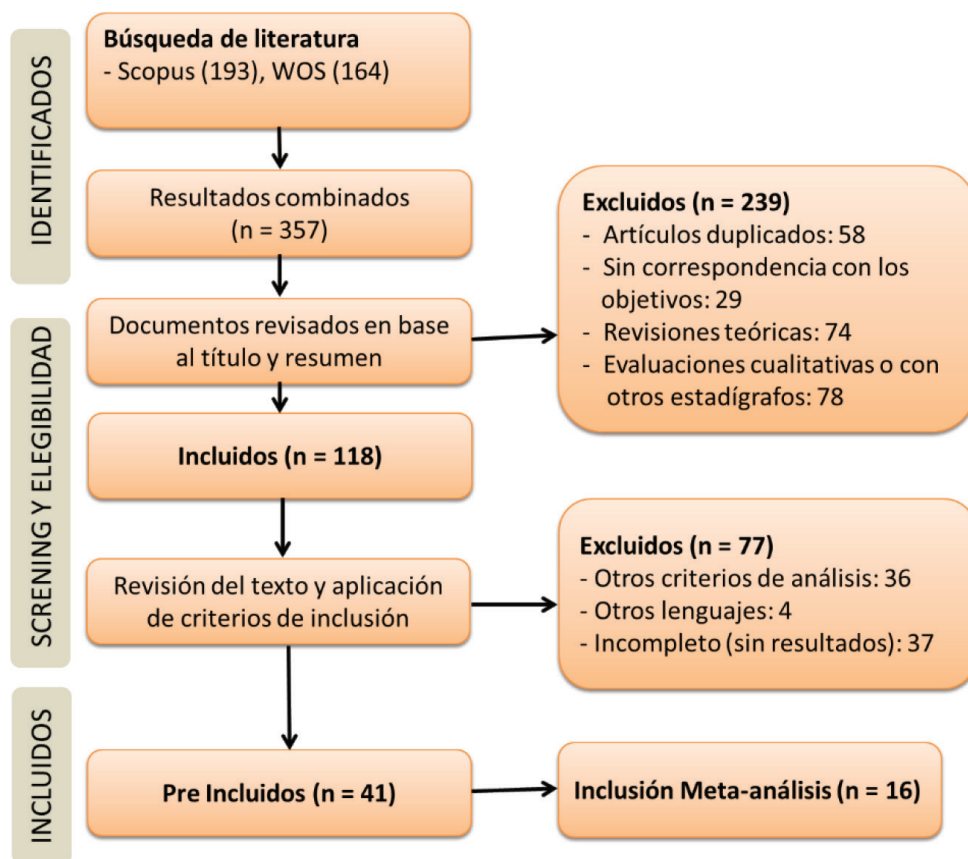 IDENTIFICADOS
Búsqueda de literatura
- Scopus (193), WOS (164)
Resultados combinados
(n = 357)
SCREENING Y ELEGIBILIDAD
Documentos revisados en base
al título y resumen
Excluidos (n = 239)
- Artículos duplicados: 58
- Sin correspondencia con los
objetivos: 29
- Revisiones teóricas: 74
- Evaluaciones cualitativas o con
otros estadígrafos: 78
Incluidos (n = 118)
Revisión del texto y aplicación
de criterios de inclusión
Excluidos (n = 77)
- Otros criterios de análisis: 36
- Otros lenguajes: 4
- Incompleto (sin resultados): 37
INCLUIDOS
Pre Incluidos (n = 41)
Inclusión Meta-análisis (n = 16)